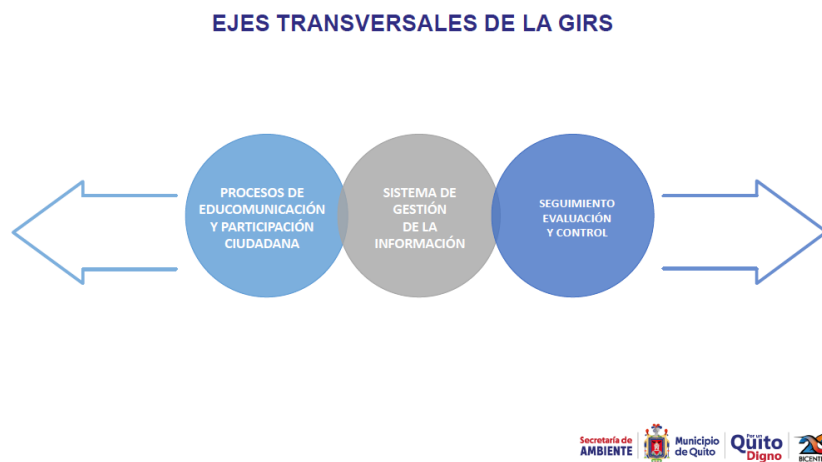 EJES TRANSVERSALES DE LA GIRS
PROCESOS DE
EDUCOMUNICACIÓN
Y PARTICIPACIÓN
CIUDADANA
SISTEMA DE
GESTIÓN
DE LA
INFORMACIÓN
SEGUIMIENTO
EVALUACIÓN
Y CONTROL
Secretaría de
AMBIENTE
Municipio
de Quito
Por un
Quito
Digno